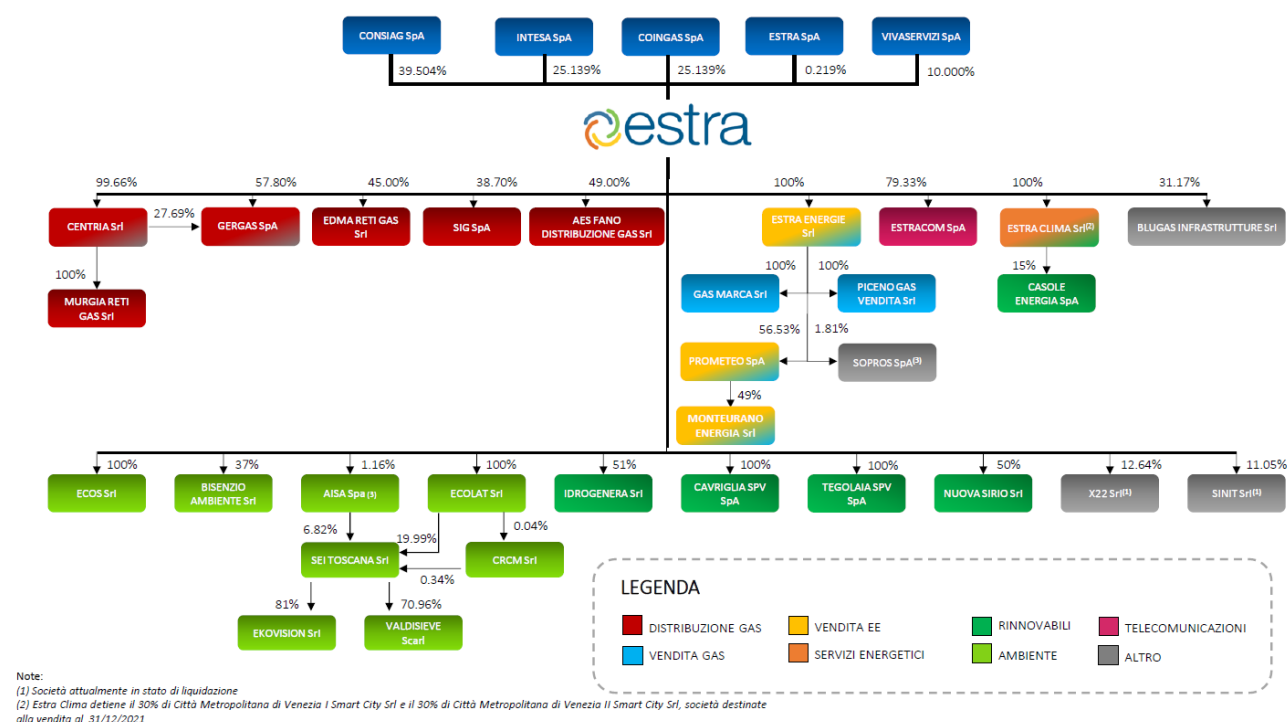 CONSIAG SpA
INTESA SpA
COINGAS SpA
ESTRA SpA
VIVASERVIZI SpA
39.504%
25.139%
25.139%
0.219%
10.000%
estra
99.66%
57.80%
45.00%
38.70%
49.00%
100%
79.33%
100%
31.17%
CENTRIA Srl
27.69%
GERGAS SpA
EDMA RETI GAS
Srl
SIG SpA
AES FANO
DISTRIBUZIONE GAS Srl
ESTRA ENERGIE
Srl
ESTRACOM SpA
ESTRA CLIMA Srl(2)
BLUGAS INFRASTRUTTURE Srl
100%
MURGIA RETI
GAS Srl
100%
100%
GAS MARCA Srl
PICENO GAS
VENDITA Srl
15%
CASOLE
ENERGIA SpA
56.53%
1.81%
PROMETEO SpA
SOPROS SpA(3)
49%
MONTEURANO
ENERGIA Srl
100%
37%
1.16%
100%
51%
100%
100%
50%
12.64%
11.05%
ECOS Srl
BISENZIO
AMBIENTE Srl
AISA Spa (3)
ECOLAT Srl
IDROGENERA Srl
CAVRIGLIA SPV
SpA
TEGOLAIA SPV
SpA
NUOVA SIRIO Srl
X22 Srl(1)
SINIT Srl(1)
6.82%
19.99%
0.04%
SEI TOSCANA Srl
CRCM Srl
0.34%
81%
70.96%
EKOVISION Srl
VALDISIEVE
Scarl
LEGENDA
DISTRIBUZIONE GAS
VENDITA EE
RINNOVABILI
TELECOMUNICAZIONI
VENDITA GAS
SERVIZI ENERGETICI
AMBIENTE
ALTRO
Note:
(1) Società attualmente in stato di liquidazione
(2) Estra Clima detiene il 30% di Città Metropolitana di Venezia I Smart City Srl e il 30% di Città Metropolitana di Venezia II Smart City Srl, società destinate
alla vendita al 31/12/2021